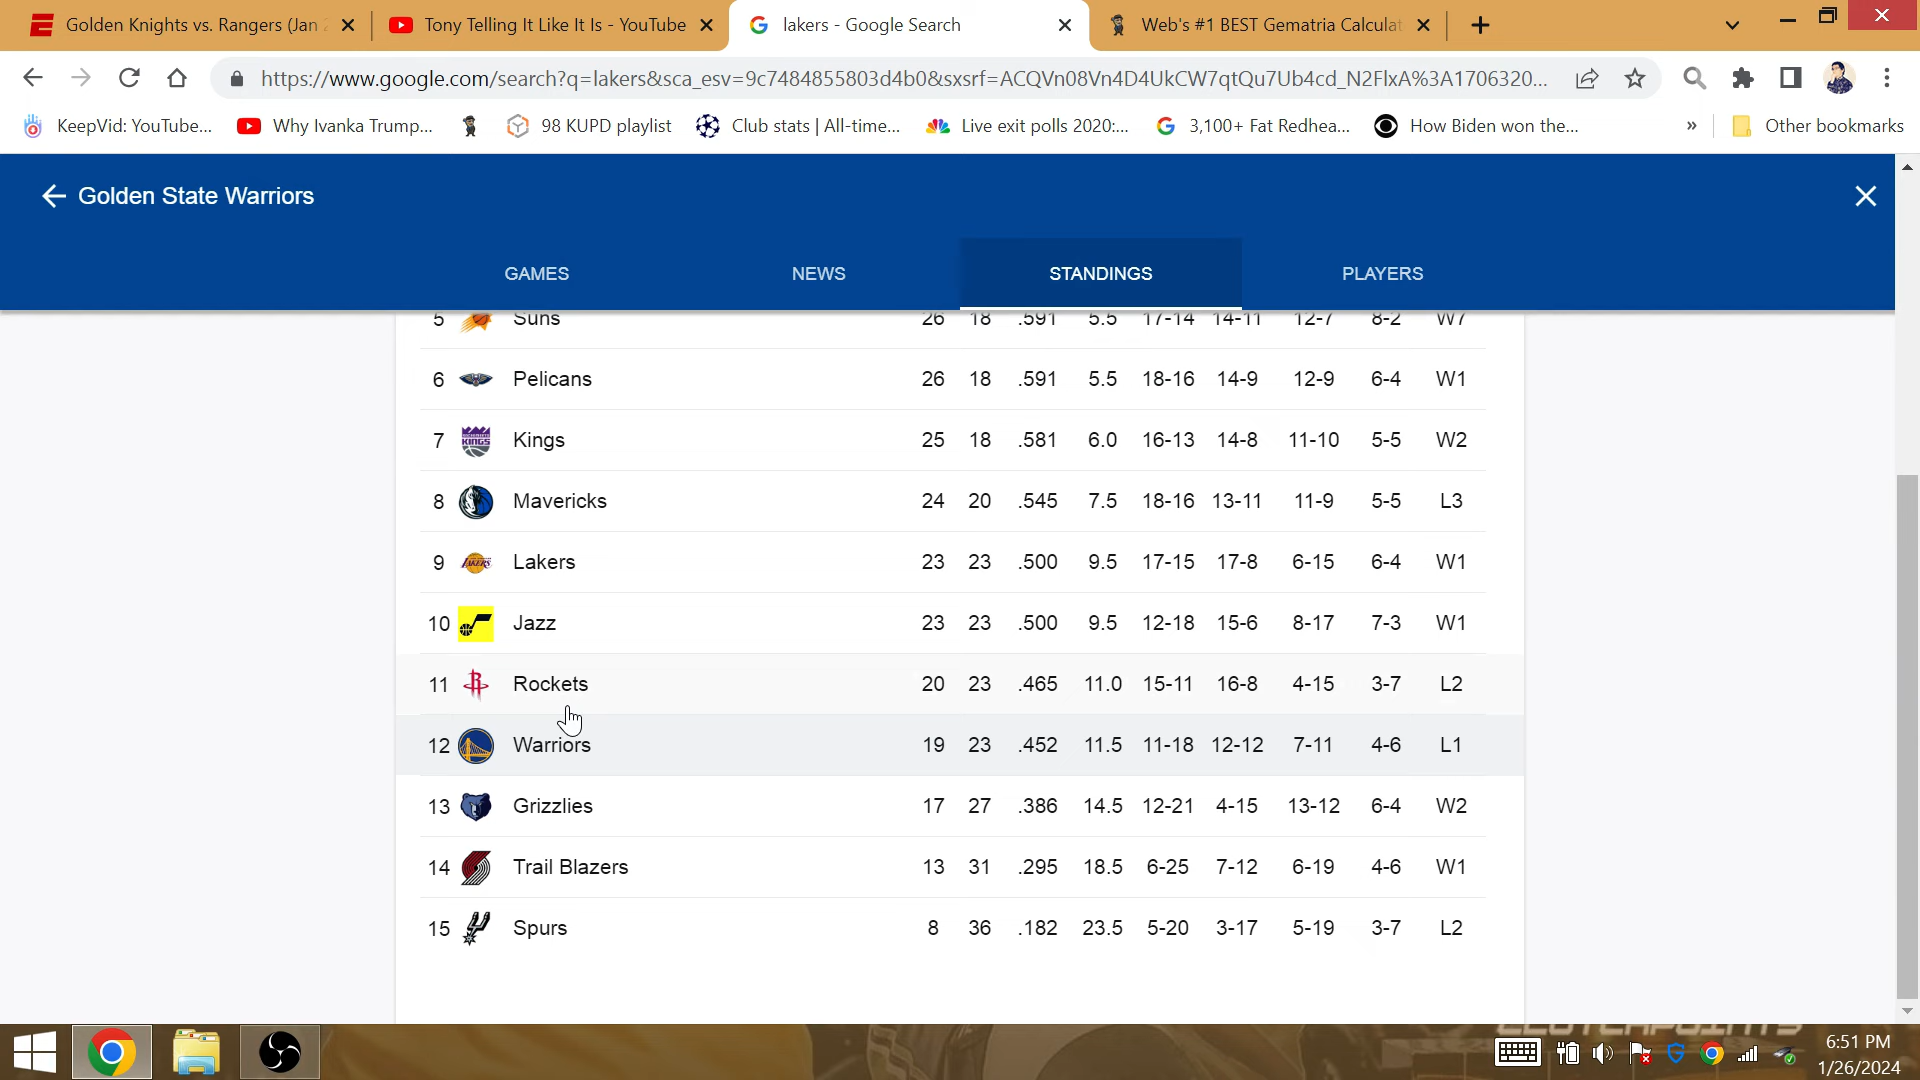 Golden Knights vs. Rangers (Jan 2
Tony Telling It Like It Is - YouTube
lakers - Google Search
Web's #1 BEST Gematria Calculat
https://www.google.com/search?q=lakers&sca_esv=9c7484855803d4b0&sxsrf=ACQVn08Vn4D4UkCW7qtQu7Ub4cd_N2FlxA%3A1706320...
KeepVid: YouTube...
Why Ivanka Trump...
98 KUPD playlist
Club stats | All-time...
Live exit polls 2020:...
3,100+ Fat Redhea...
How Biden won the...
»
Other bookmarks
Golden State Warriors
GAMES NEWS STANDINGS PLAYERS
5 Suns 26 18 .591 5.5 17-14 14-11 12-7 8-2 W7
6 Pelicans 26 18 .591 5.5 18-16 14-9 12-9 6-4 W1
7 Kings 25 18 .581 6.0 16-13 14-8 11-10 5-5 W2
8 Mavericks 24 20 .545 7.5 18-16 13-11 11-9 5-5 L3
9 Lakers 23 23 .500 9.5 17-15 17-8 6-15 6-4 W1
10 Jazz 23 23 .500 9.5 12-18 15-6 8-17 7-3 W1
11 Rockets 20 23 .465 11.0 15-11 16-8 4-15 3-7 L2
12 Warriors 19 23 .452 11.5 11-18 12-12 7-11 4-6 L1
13 Grizzlies 17 27 .386 14.5 12-21 4-15 13-12 6-4 W2
14 Trail Blazers 13 31 .295 18.5 6-25 7-12 6-19 4-6 W1
15 Spurs 8 36 .182 23.5 5-20 3-17 5-19 3-7 L2
CLUTCHPOINTS
6:51 PM
1/26/2024